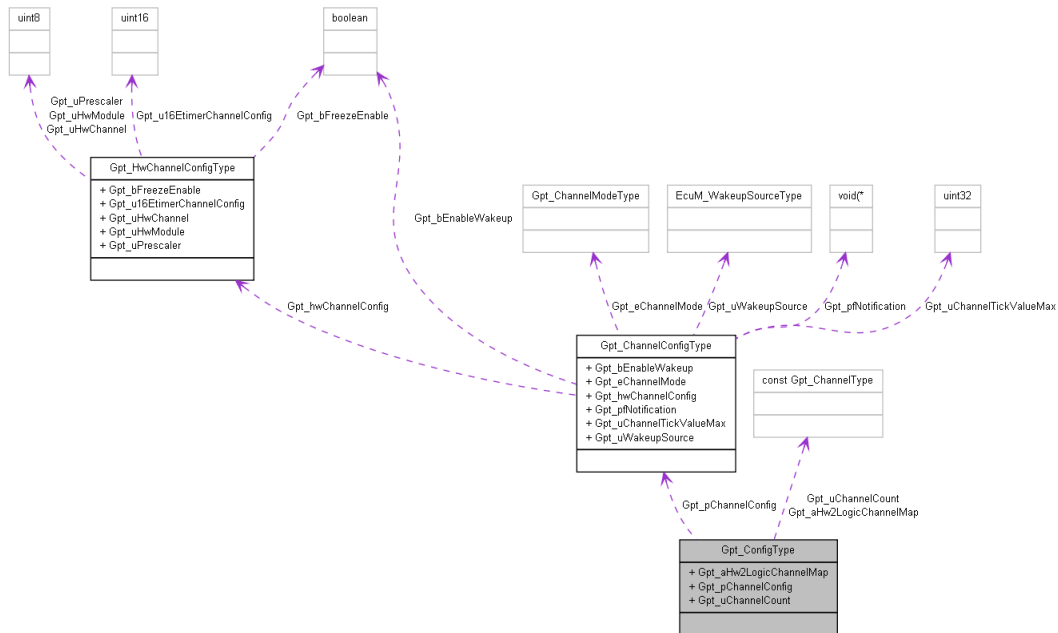 uint8
uint16
boolean
Gpt_uPrescaler
Gpt_uHwModule
Gpt_uHwChannel
Gpt_u16EtimerChannelConfig
Gpt_bFreezeEnable
Gpt_HwChannelConfigType
+ Gpt_bFreezeEnable
+ Gpt_u16EtimerChannelConfig
+ Gpt_uHwChannel
+ Gpt_uHwModule
+ Gpt_uPrescaler
Gpt_bEnableWakeup
Gpt_ChannelModeType
EcuM_WakeupSourceType
void(*
uint32
Gpt_hwChannelConfig
Gpt_eChannelMode
Gpt_uWakeupSource
Gpt_pfNotification
Gpt_uChannelTickValueMax
Gpt_ChannelConfigType
+ Gpt_bEnableWakeup
+ Gpt_eChannelMode
+ Gpt_hwChannelConfig
+ Gpt_pfNotification
+ Gpt_uChannelTickValueMax
+ Gpt_uWakeupSource
const Gpt_ChannelType
Gpt_pChannelConfig
Gpt_uChannelCount
Gpt_aHw2LogicChannelMap
Gpt_ConfigType
+ Gpt_aHw2LogicChannelMap
+ Gpt_pChannelConfig
+ Gpt_uChannelCount